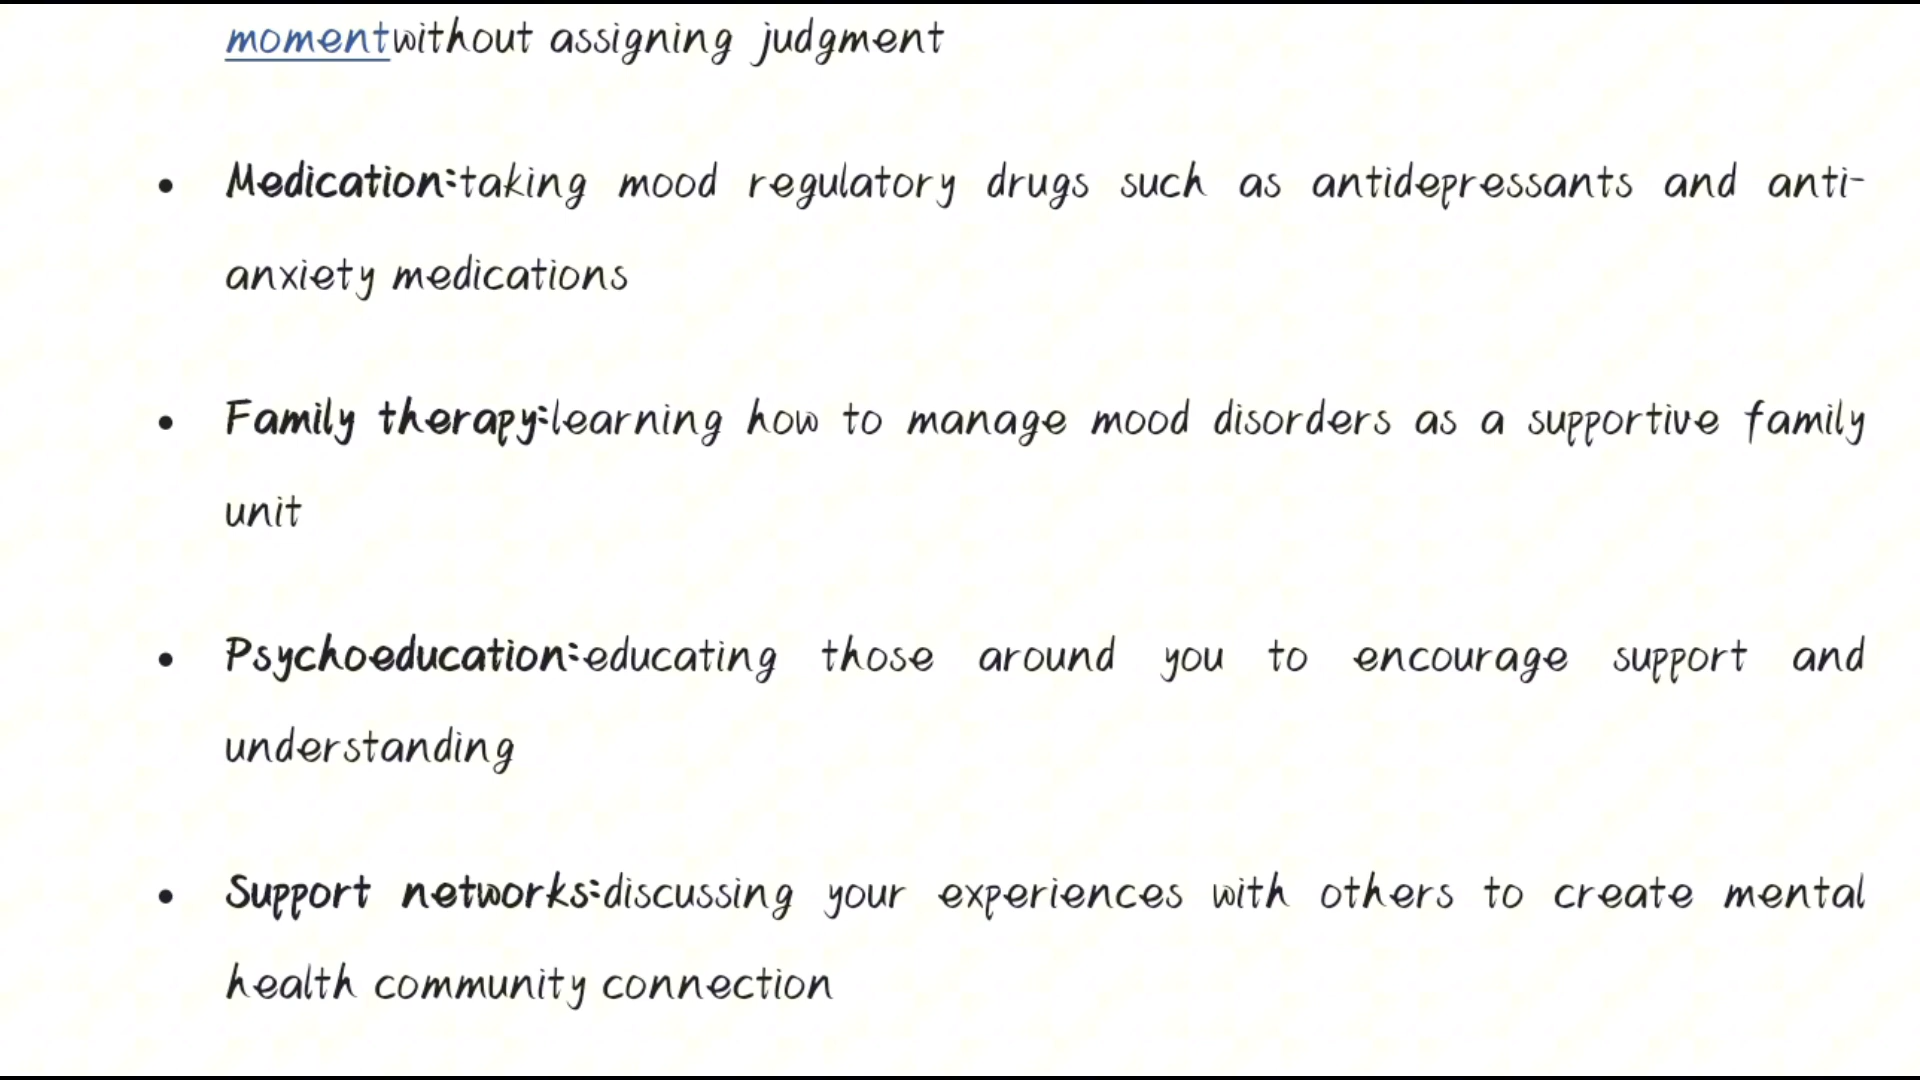 momentwithout assigning judgment
• Medication:taking mood regulatory drugs such as antidepressants and anti-
anxiety medications
• Family therapy:learning how to manage mood disorders as a supportive family
unit
• Psychoeducation:educating those around you to encourage support and
understanding
• Support networks:discussing your experiences with others to create mental
health community connection